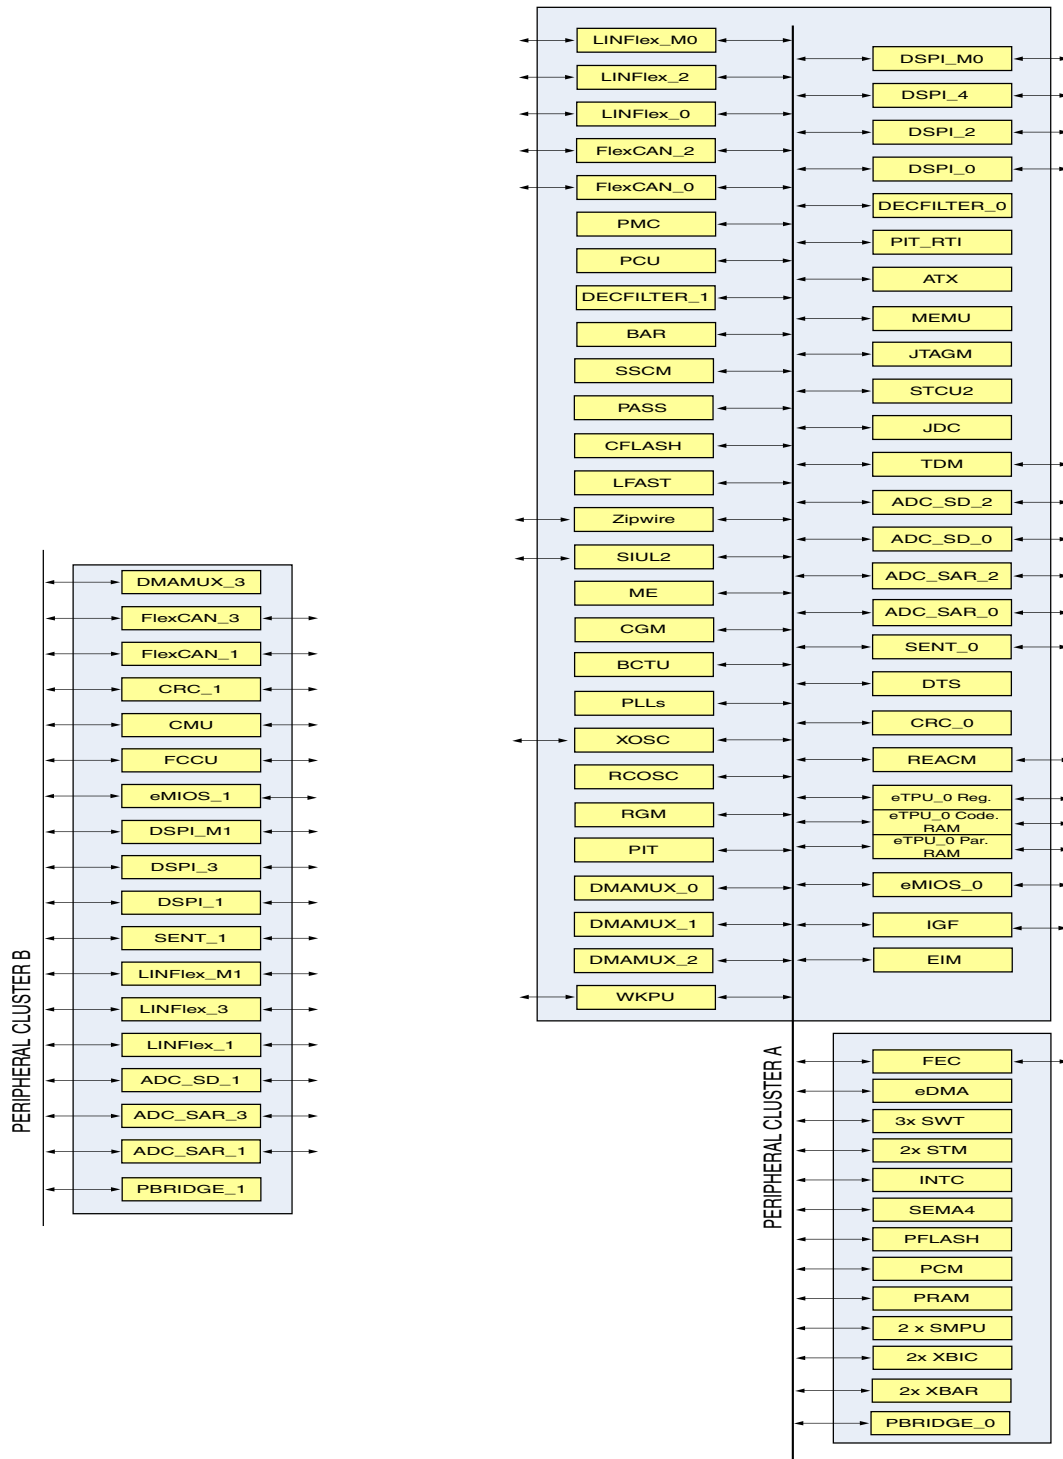 PERIPHERAL CLUSTER B
DMAMUX_3
FlexCAN_3
FlexCAN_1
CRC_1
CMU
FCCU
eMIOS_1
DSPI_M1
DSPI_3
DSPI_1
SENT_1
LINFlex_M1
LINFlex_3
LINFlex_1
ADC_SD_1
ADC_SAR_3
ADC_SAR_1
PBRIDGE_1
LINFlex_M0
LINFlex_2
LINFlex_0
FlexCAN_2
FlexCAN_0
PMC
PCU
DECFILTER_1
BAR
SSCM
PASS
CFLASH
LFAST
Zipwire
SIUL2
ME
CGM
BCTU
PLLs
XOSC
RCOSC
RGM
PIT
DMAMUX_0
DMAMUX_1
DMAMUX_2
WKPU
PERIPHERAL CLUSTER A
DSPI_M0
DSPI_4
DSPI_2
DSPI_0
DECFILTER_0
PIT_RTI
ATX
MEMU
JTAGM
STCU2
JDC
TDM
ADC_SD_2
ADC_SD_0
ADC_SAR_2
ADC_SAR_0
SENT_0
DTS
CRC_0
REACM
eTPU_0 Reg.
eTPU_0 Code.
RAM
eTPU_0 Par.
RAM
eMIOS_0
IGF
EIM
FEC
eDMA
3x SWT
2x STM
INTC
SEMA4
PFLASH
PCM
PRAM
2 x SMPU
2x XBIC
2x XBAR
PBRIDGE_0